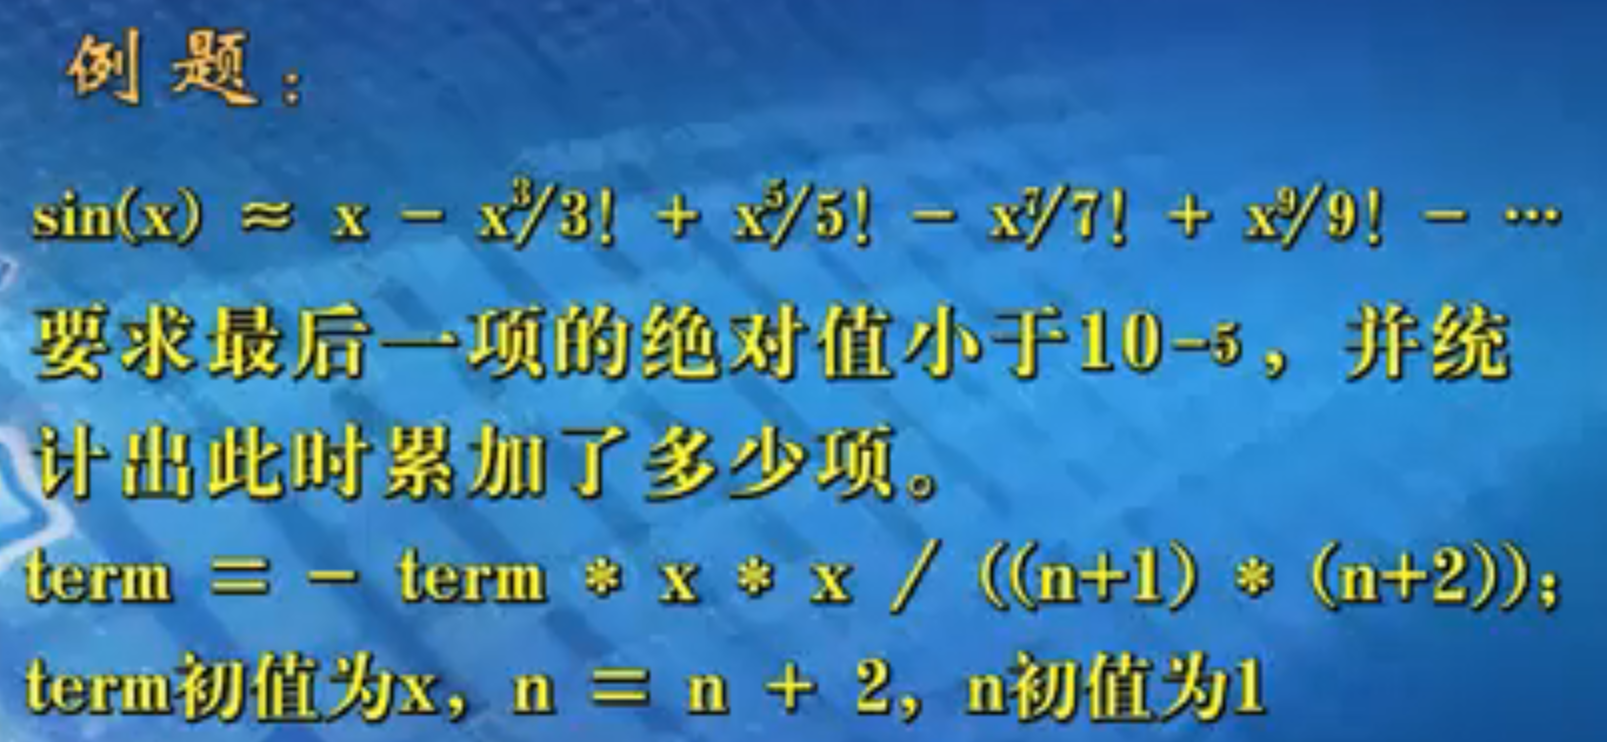 例题：
sin(x) ≈ x - x³/3! + x⁵/5! - x⁷/7! + x⁹/9! - …
要求最后一项的绝对值小于10-5，并统
计出此时累加了多少项。
term = - term * x * x / ((n+1) * (n+2));
term初值为x, n = n + 2, n初值为1